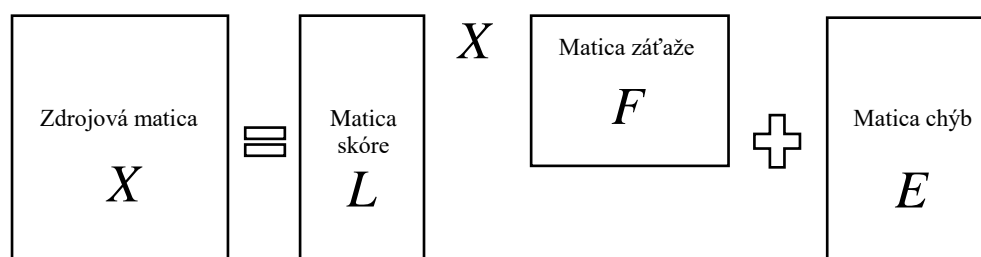 Zdrojová matica
X
=
Matica
skóre
L
X
Matica záťaže
F
+
Matica chýb
E